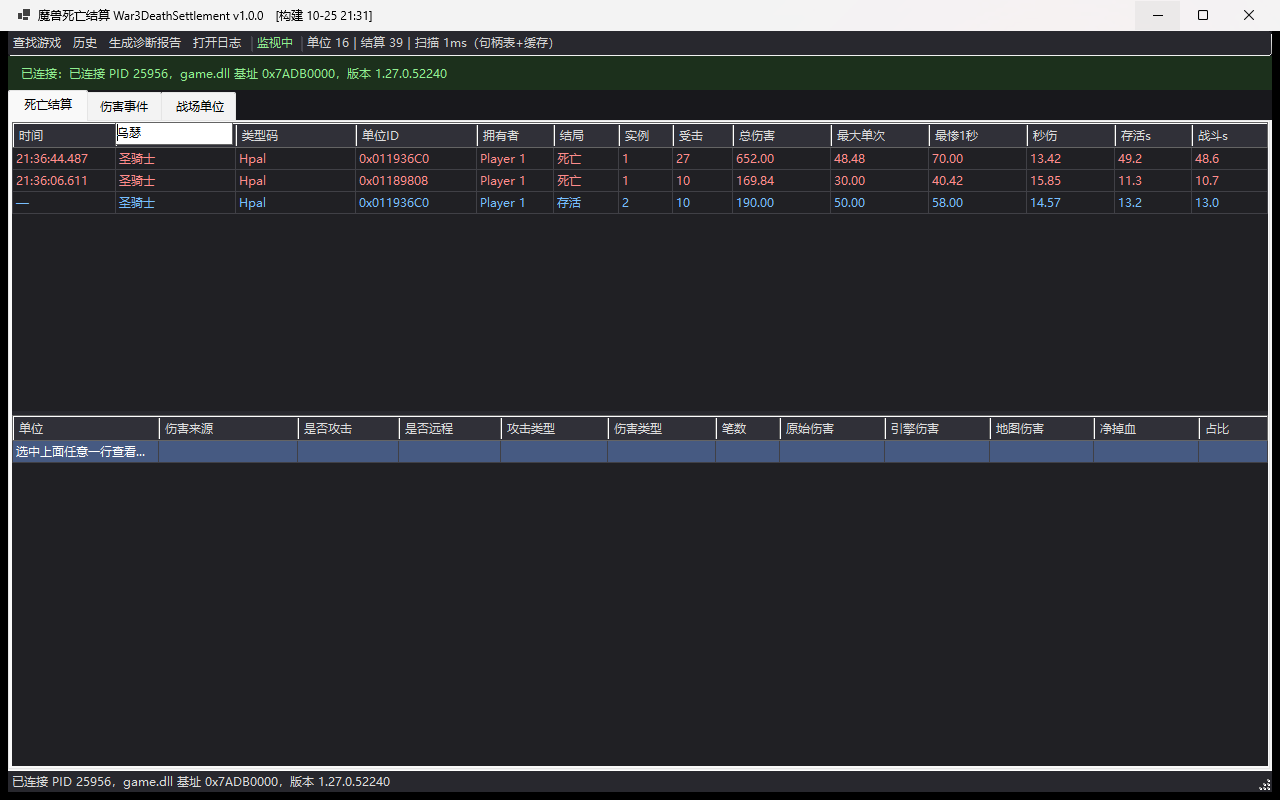 魔兽死亡结算 War3DeathSettlement v1.0.0 [构建 10-25 21:31]
查找游戏 历史 生成诊断报告 打开日志 监视中 单位 16 | 结算 39 | 扫描 1ms（句柄表+缓存）
已连接：已连接 PID 25956，game.dll 基址 0x7ADB0000，版本 1.27.0.52240
死亡结算 伤害事件 战场单位
时间 乌瑟 类型码 单位ID 拥有者 结局 实例 受击 总伤害 最大单次 最惨1秒 秒伤 存活s 战斗s
21:36:44.487 圣骑士 Hpal 0x011936C0 Player 1 死亡 1 27 652.00 48.48 70.00 13.42 49.2 48.6
21:36:06.611 圣骑士 Hpal 0x01189808 Player 1 死亡 1 10 169.84 30.00 40.42 15.85 11.3 10.7
— 圣骑士 Hpal 0x011936C0 Player 1 存活 2 10 190.00 50.00 58.00 14.57 13.2 13.0
单位 伤害来源 是否攻击 是否远程 攻击类型 伤害类型 笔数 原始伤害 引擎伤害 地图伤害 净掉血 占比
选中上面任意一行查看...
已连接 PID 25956，game.dll 基址 0x7ADB0000，版本 1.27.0.52240